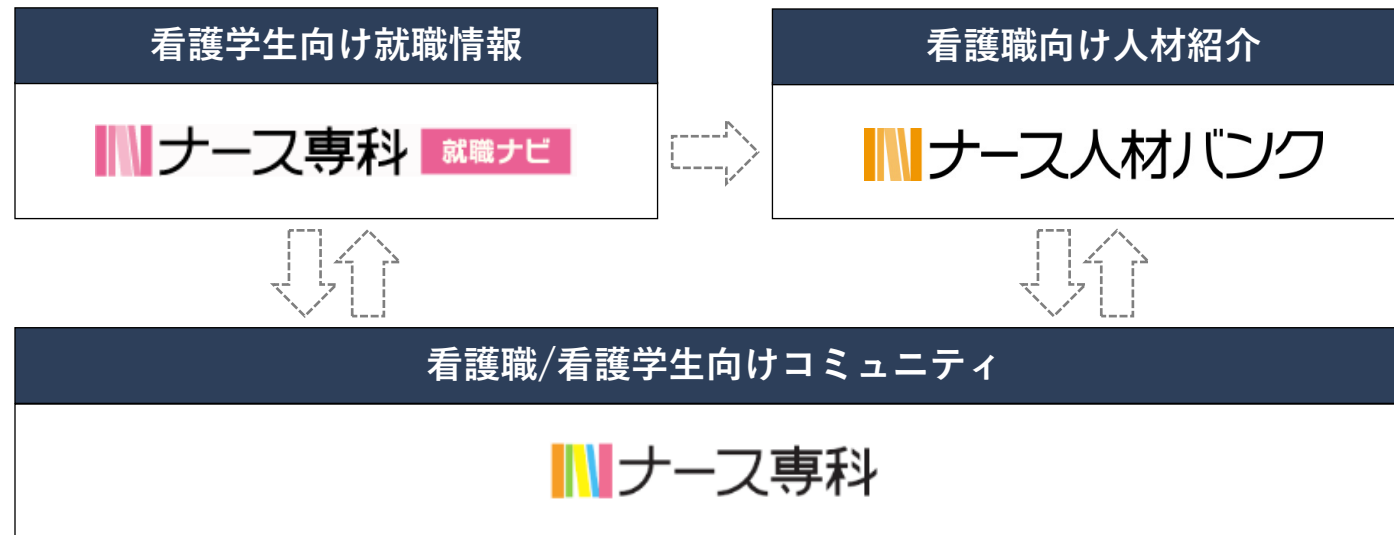 看護学生向け就職情報
ナース専科 就職ナビ
看護職向け人材紹介
ナース人材バンク
看護職/看護学生向けコミュニティ
ナース専科